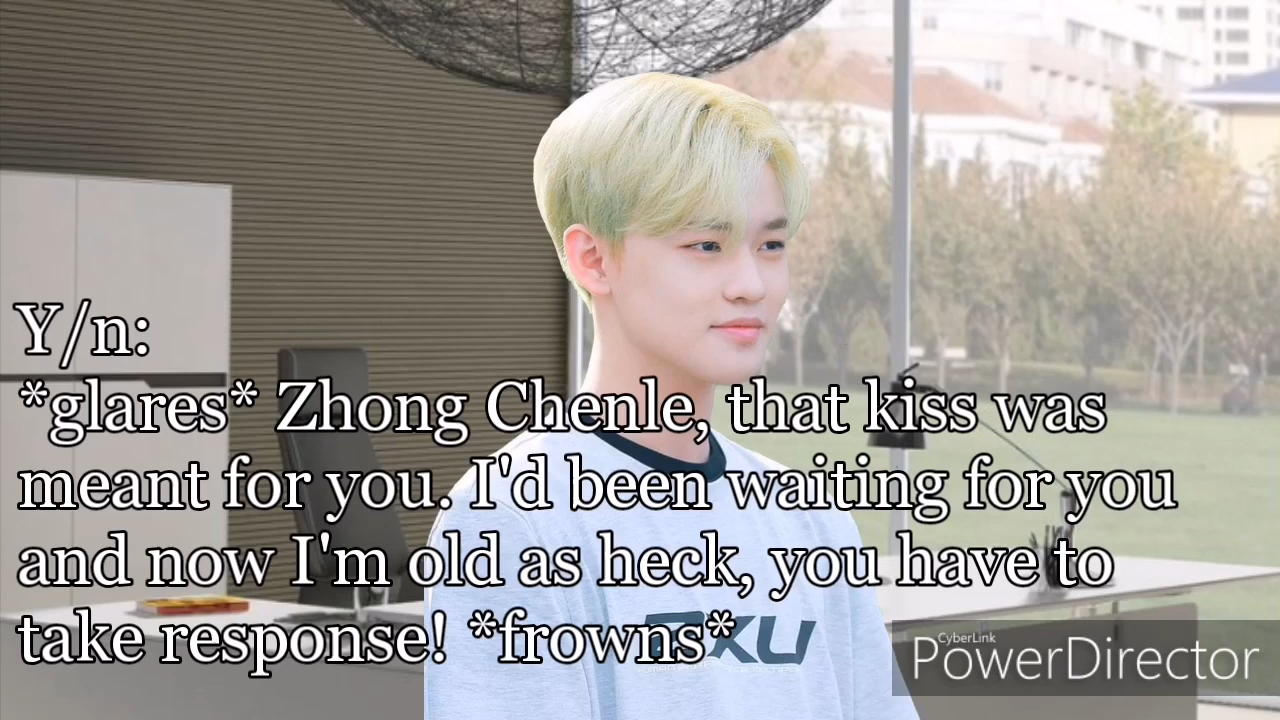 Y/n:
*glares* Zhong Chenle, that kiss was
meant for you. I'd been waiting for you
and now I'm old as heck, you have to
take response! *frowns*
CyberLink
PowerDirector